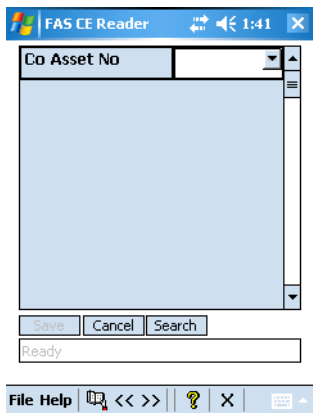 FAS CE Reader 1:41
Co Asset No
Save Cancel Search
Ready
File Help << >> ? X